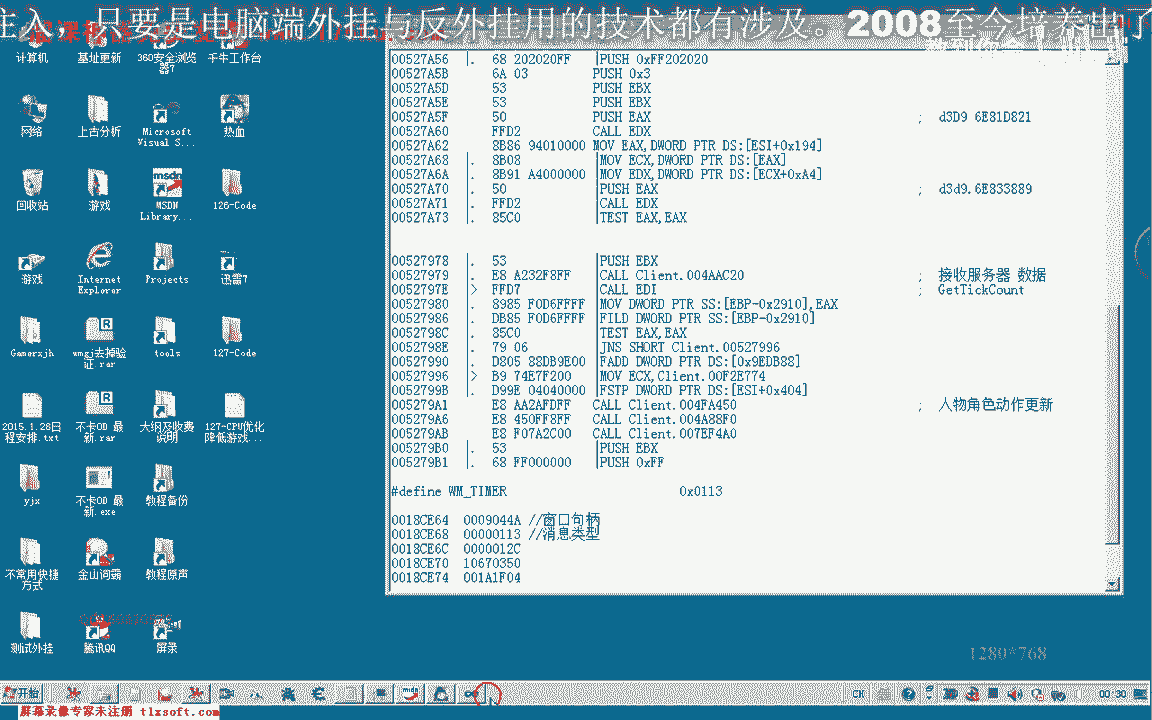 注入、只要是电脑端外挂与反外挂用的技术都有涉及。2008至今培养出了
计算机
基址更新
360安全浏览器7
千牛工作台
网络
上古分析
Microsoft Visual S...
热血
回收站
游戏
MSDN Library...
126-Code
游戏
Internet Explorer
Projects
迅雷7
Gamerxjh
wmgj去掉验证.rar
tools
127-Code
2015.1.26日程安排.txt
不卡OD 最新.rar
大纲及收费说明
127-CPU优化降低游戏...
yjx
不卡OD 最新.exe
教程备份
不常用快捷方式
金山词霸
教程原声
测试外挂
腾讯QQ
屏录
00527A56 |. 68 202020FF |PUSH 0xFF202020
00527A5B 6A 03 PUSH 0x3
00527A5D 53 PUSH EBX
00527A5E 53 PUSH EBX
00527A5F 50 PUSH EAX ; d3D9 6E81D821
00527A60 FFD2 CALL EDX
00527A62 8B86 94010000 MOV EAX,DWORD PTR DS:[ESI+0x194]
00527A68 |. 8B08 |MOV ECX,DWORD PTR DS:[EAX]
00527A6A |. 8B91 A4000000 |MOV EDX,DWORD PTR DS:[ECX+0xA4]
00527A70 |. 50 |PUSH EAX ; d3d9.6E833889
00527A71 |. FFD2 |CALL EDX
00527A73 |. 85C0 |TEST EAX,EAX
00527978 |. 53 |PUSH EBX
00527979 |. E8 A232F8FF |CALL Client.004AAC20 ; 接收服务器 数据
0052797E |> FFD7 |CALL EDI ; GetTickCount
00527980 |. 8985 F0D6FFFF |MOV DWORD PTR SS:[EBP-0x2910],EAX
00527986 |. DB85 F0D6FFFF |FILD DWORD PTR SS:[EBP-0x2910]
0052798C |. 85C0 |TEST EAX,EAX
0052798E |. 79 06 |JNS SHORT Client.00527996
00527990 |. D805 88DB9E00 |FADD DWORD PTR DS:[0x9EDB88]
00527996 |> B9 74E7F200 |MOV ECX,Client.00F2E774
0052799B |. D99E 04040000 |FSTP DWORD PTR DS:[ESI+0x404]
005279A1 E8 AA2AFDFF CALL Client.004FA450 ; 人物角色动作更新
005279A6 E8 450FF8FF CALL Client.004A88F0
005279AB E8 F07A2C00 CALL Client.007EF4A0
005279B0 |. 53 |PUSH EBX
005279B1 |. 68 FF000000 |PUSH 0xFF
#define WM_TIMER 0x0113
0018CE64 0009044A //窗口句柄
0018CE68 00000113 //消息类型
0018CE6C 0000012C
0018CE70 10670350
0018CE74 001A1F04
1280*768
开始
CH
00:30
屏幕录像专家未注册 tlxsoft.com